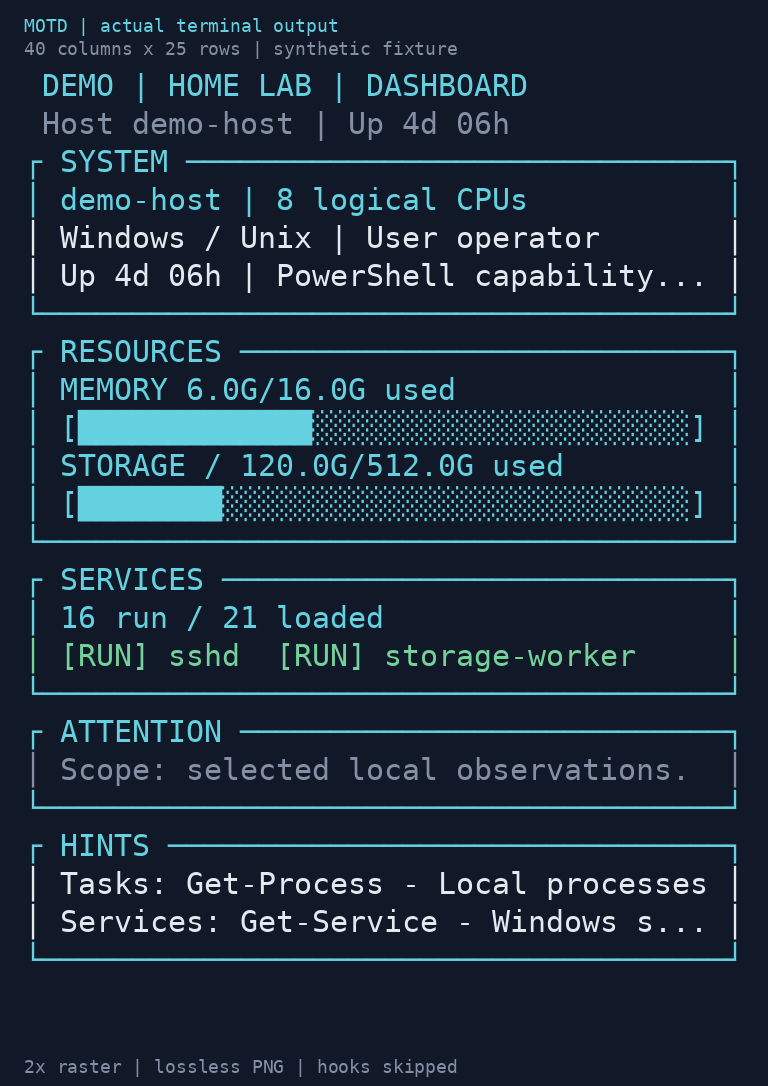 MOTD | actual terminal output
40 columns x 25 rows | synthetic fixture
DEMO | HOME LAB | DASHBOARD
Host demo-host | Up 4d 06h
SYSTEM
demo-host | 8 logical CPUs
Windows / Unix | User operator
Up 4d 06h | PowerShell capability...
RESOURCES
MEMORY 6.0G/16.0G used
[█████████████░░░░░░░░░░░░░░░░░░░░░]
STORAGE / 120.0G/512.0G used
[████████░░░░░░░░░░░░░░░░░░░░░░░░░░]
SERVICES
16 run / 21 loaded
[RUN] sshd  [RUN] storage-worker
ATTENTION
Scope: selected local observations.
HINTS
Tasks: Get-Process - Local processes
Services: Get-Service - Windows s...
2x raster | lossless PNG | hooks skipped